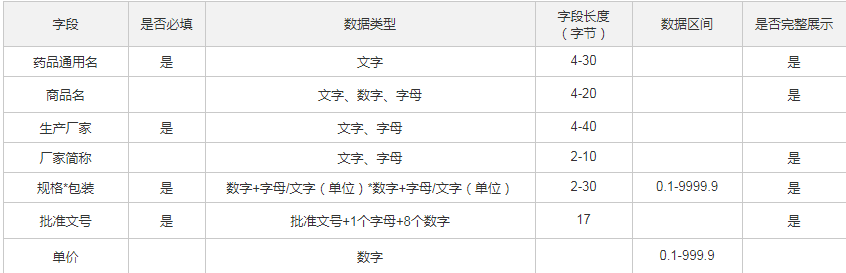 字段 是否必填 数据类型 字段长度（字节） 数据区间 是否完整展示
药品通用名 是 文字 4-30 是
商品名 文字、数字、字母 4-20 是
生产厂家 是 文字、字母 4-40
厂家简称 文字、字母 2-10 是
规格*包装 是 数字+字母/文字（单位）*数字+字母/文字（单位） 2-30 0.1-9999.9 是
批准文号 是 批准文号+1个字母+8个数字 17 是
单价 数字 0.1-999.9